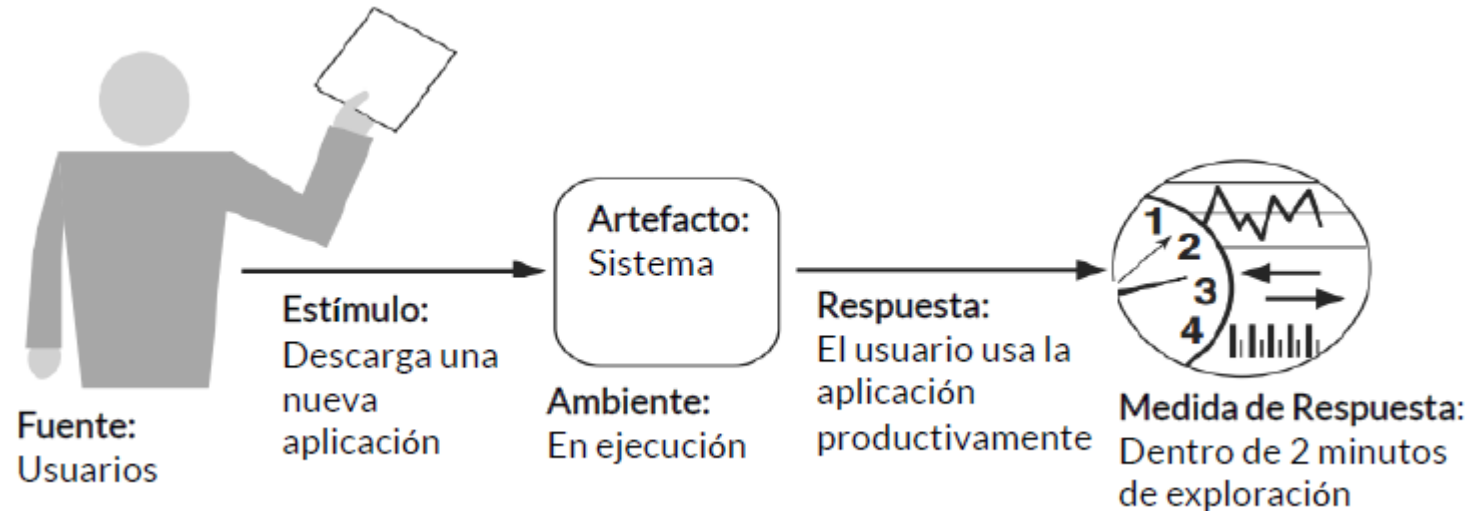 Fuente:
Usuarios
Estímulo:
Descarga una
nueva
aplicación
Artefacto:
Sistema
Ambiente:
En ejecución
Respuesta:
El usuario usa la
aplicación
productivamente
1
2
3
4
Medida de Respuesta:
Dentro de 2 minutos
de exploración